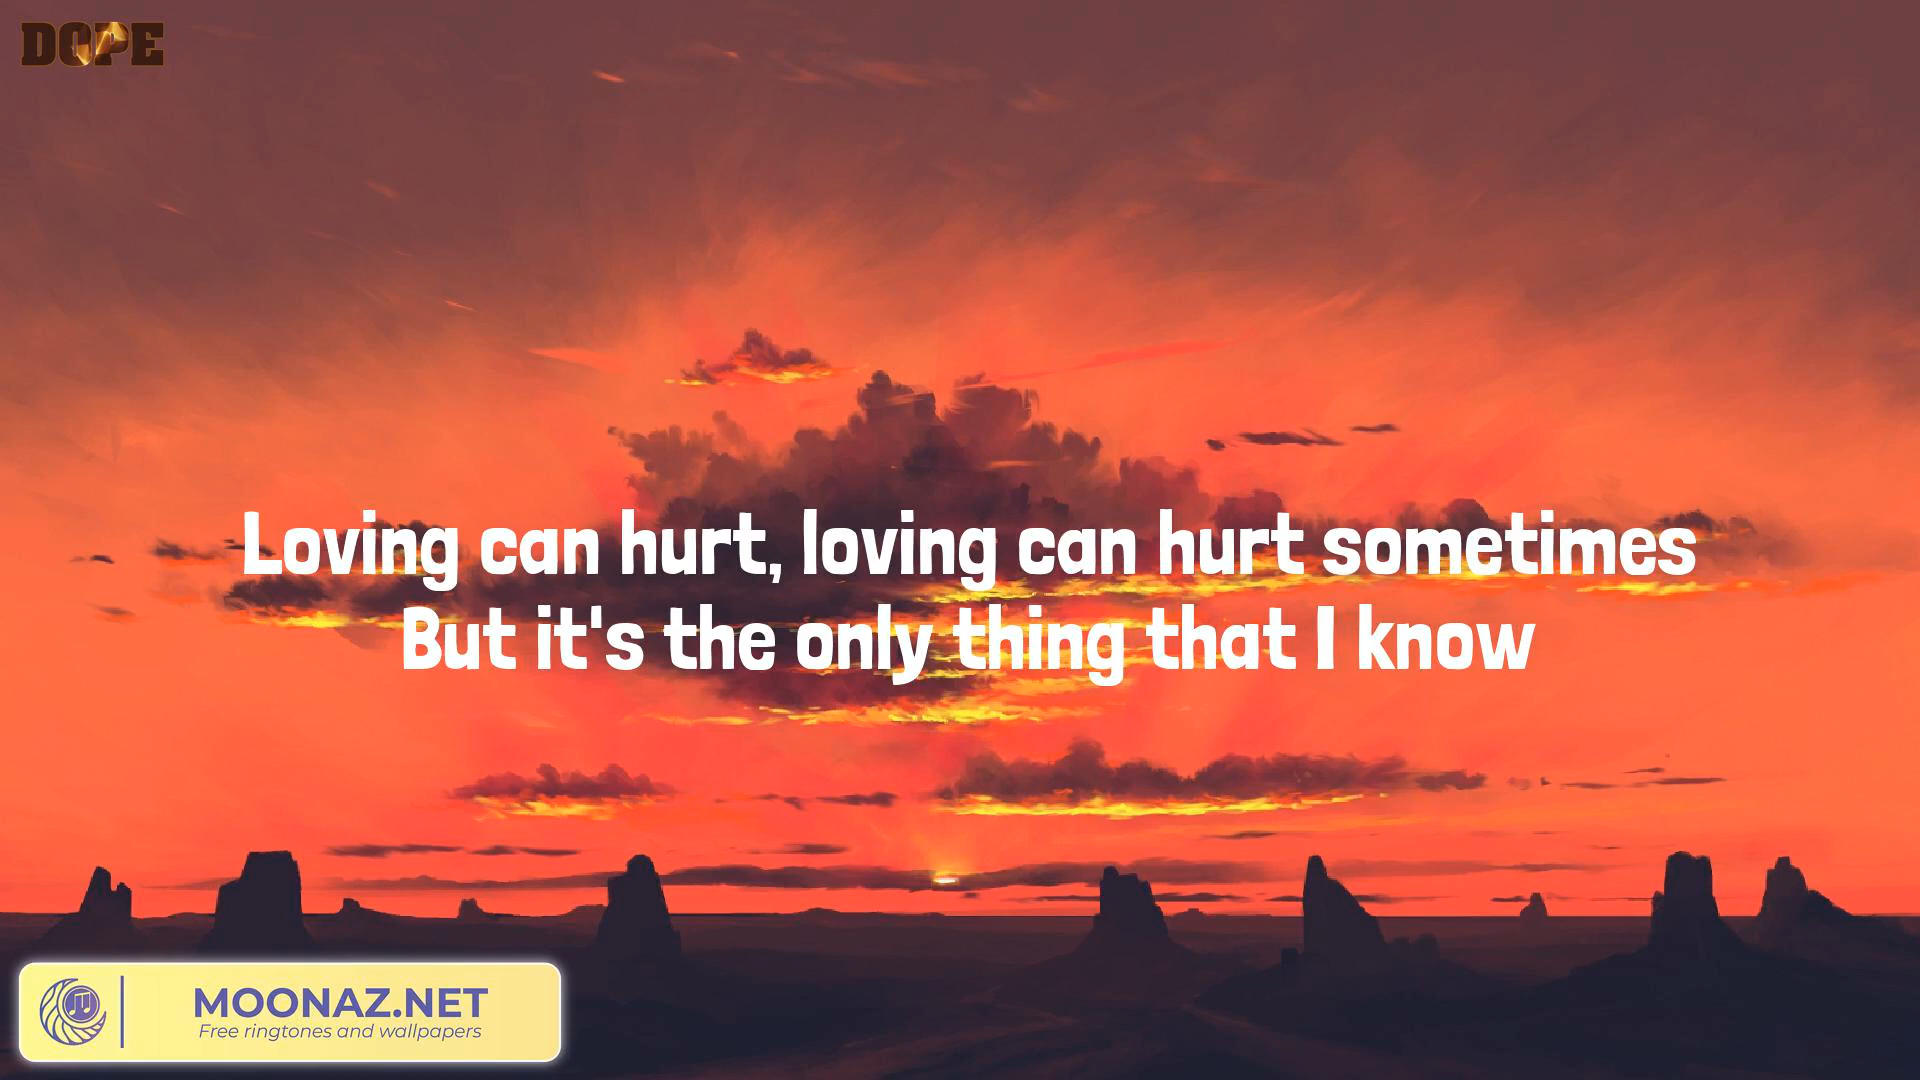 DOPE
Loving can hurt, loving can hurt sometimes
But it's the only thing that I know
MOONAZ.NET
Free ringtones and wallpapers